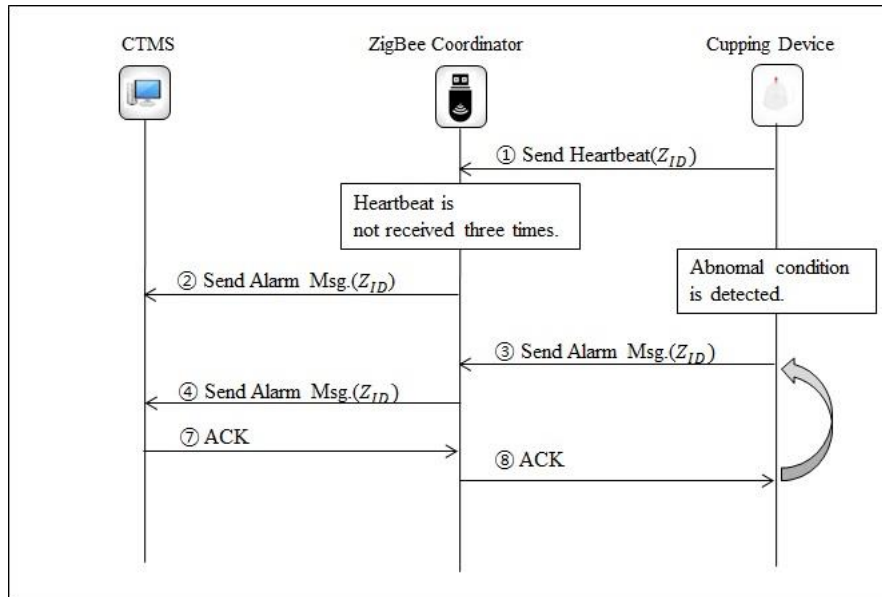 CTMS
ZigBee Coordinator
Cupping Device
① Send Heartbeat(Z_ID)
Heartbeat is
not received three times.
Abnomal condition
is detected.
② Send Alarm Msg.(Z_ID)
③ Send Alarm Msg.(Z_ID)
④ Send Alarm Msg.(Z_ID)
⑦ ACK
⑧ ACK